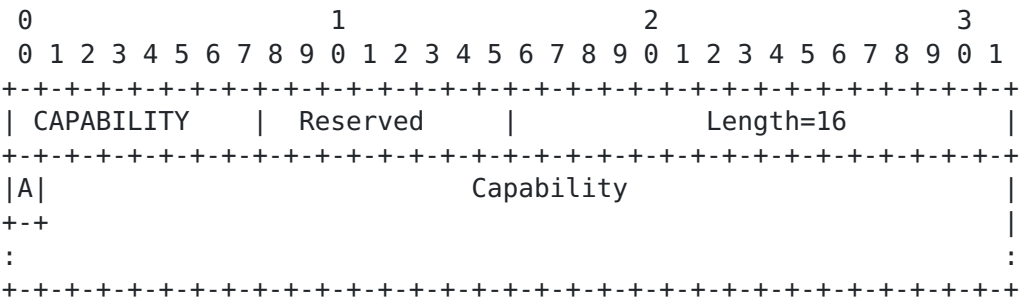 0                   1                   2                   3
 0 1 2 3 4 5 6 7 8 9 0 1 2 3 4 5 6 7 8 9 0 1 2 3 4 5 6 7 8 9 0 1
+-+-+-+-+-+-+-+-+-+-+-+-+-+-+-+-+-+-+-+-+-+-+-+-+-+-+-+-+-+-+-+-+
| CAPABILITY    |  Reserved     |            Length=16          |
+-+-+-+-+-+-+-+-+-+-+-+-+-+-+-+-+-+-+-+-+-+-+-+-+-+-+-+-+-+-+-+-+
|A|                           Capability                        |
+-+                                                             |
:                                                               :
+-+-+-+-+-+-+-+-+-+-+-+-+-+-+-+-+-+-+-+-+-+-+-+-+-+-+-+-+-+-+-+-+